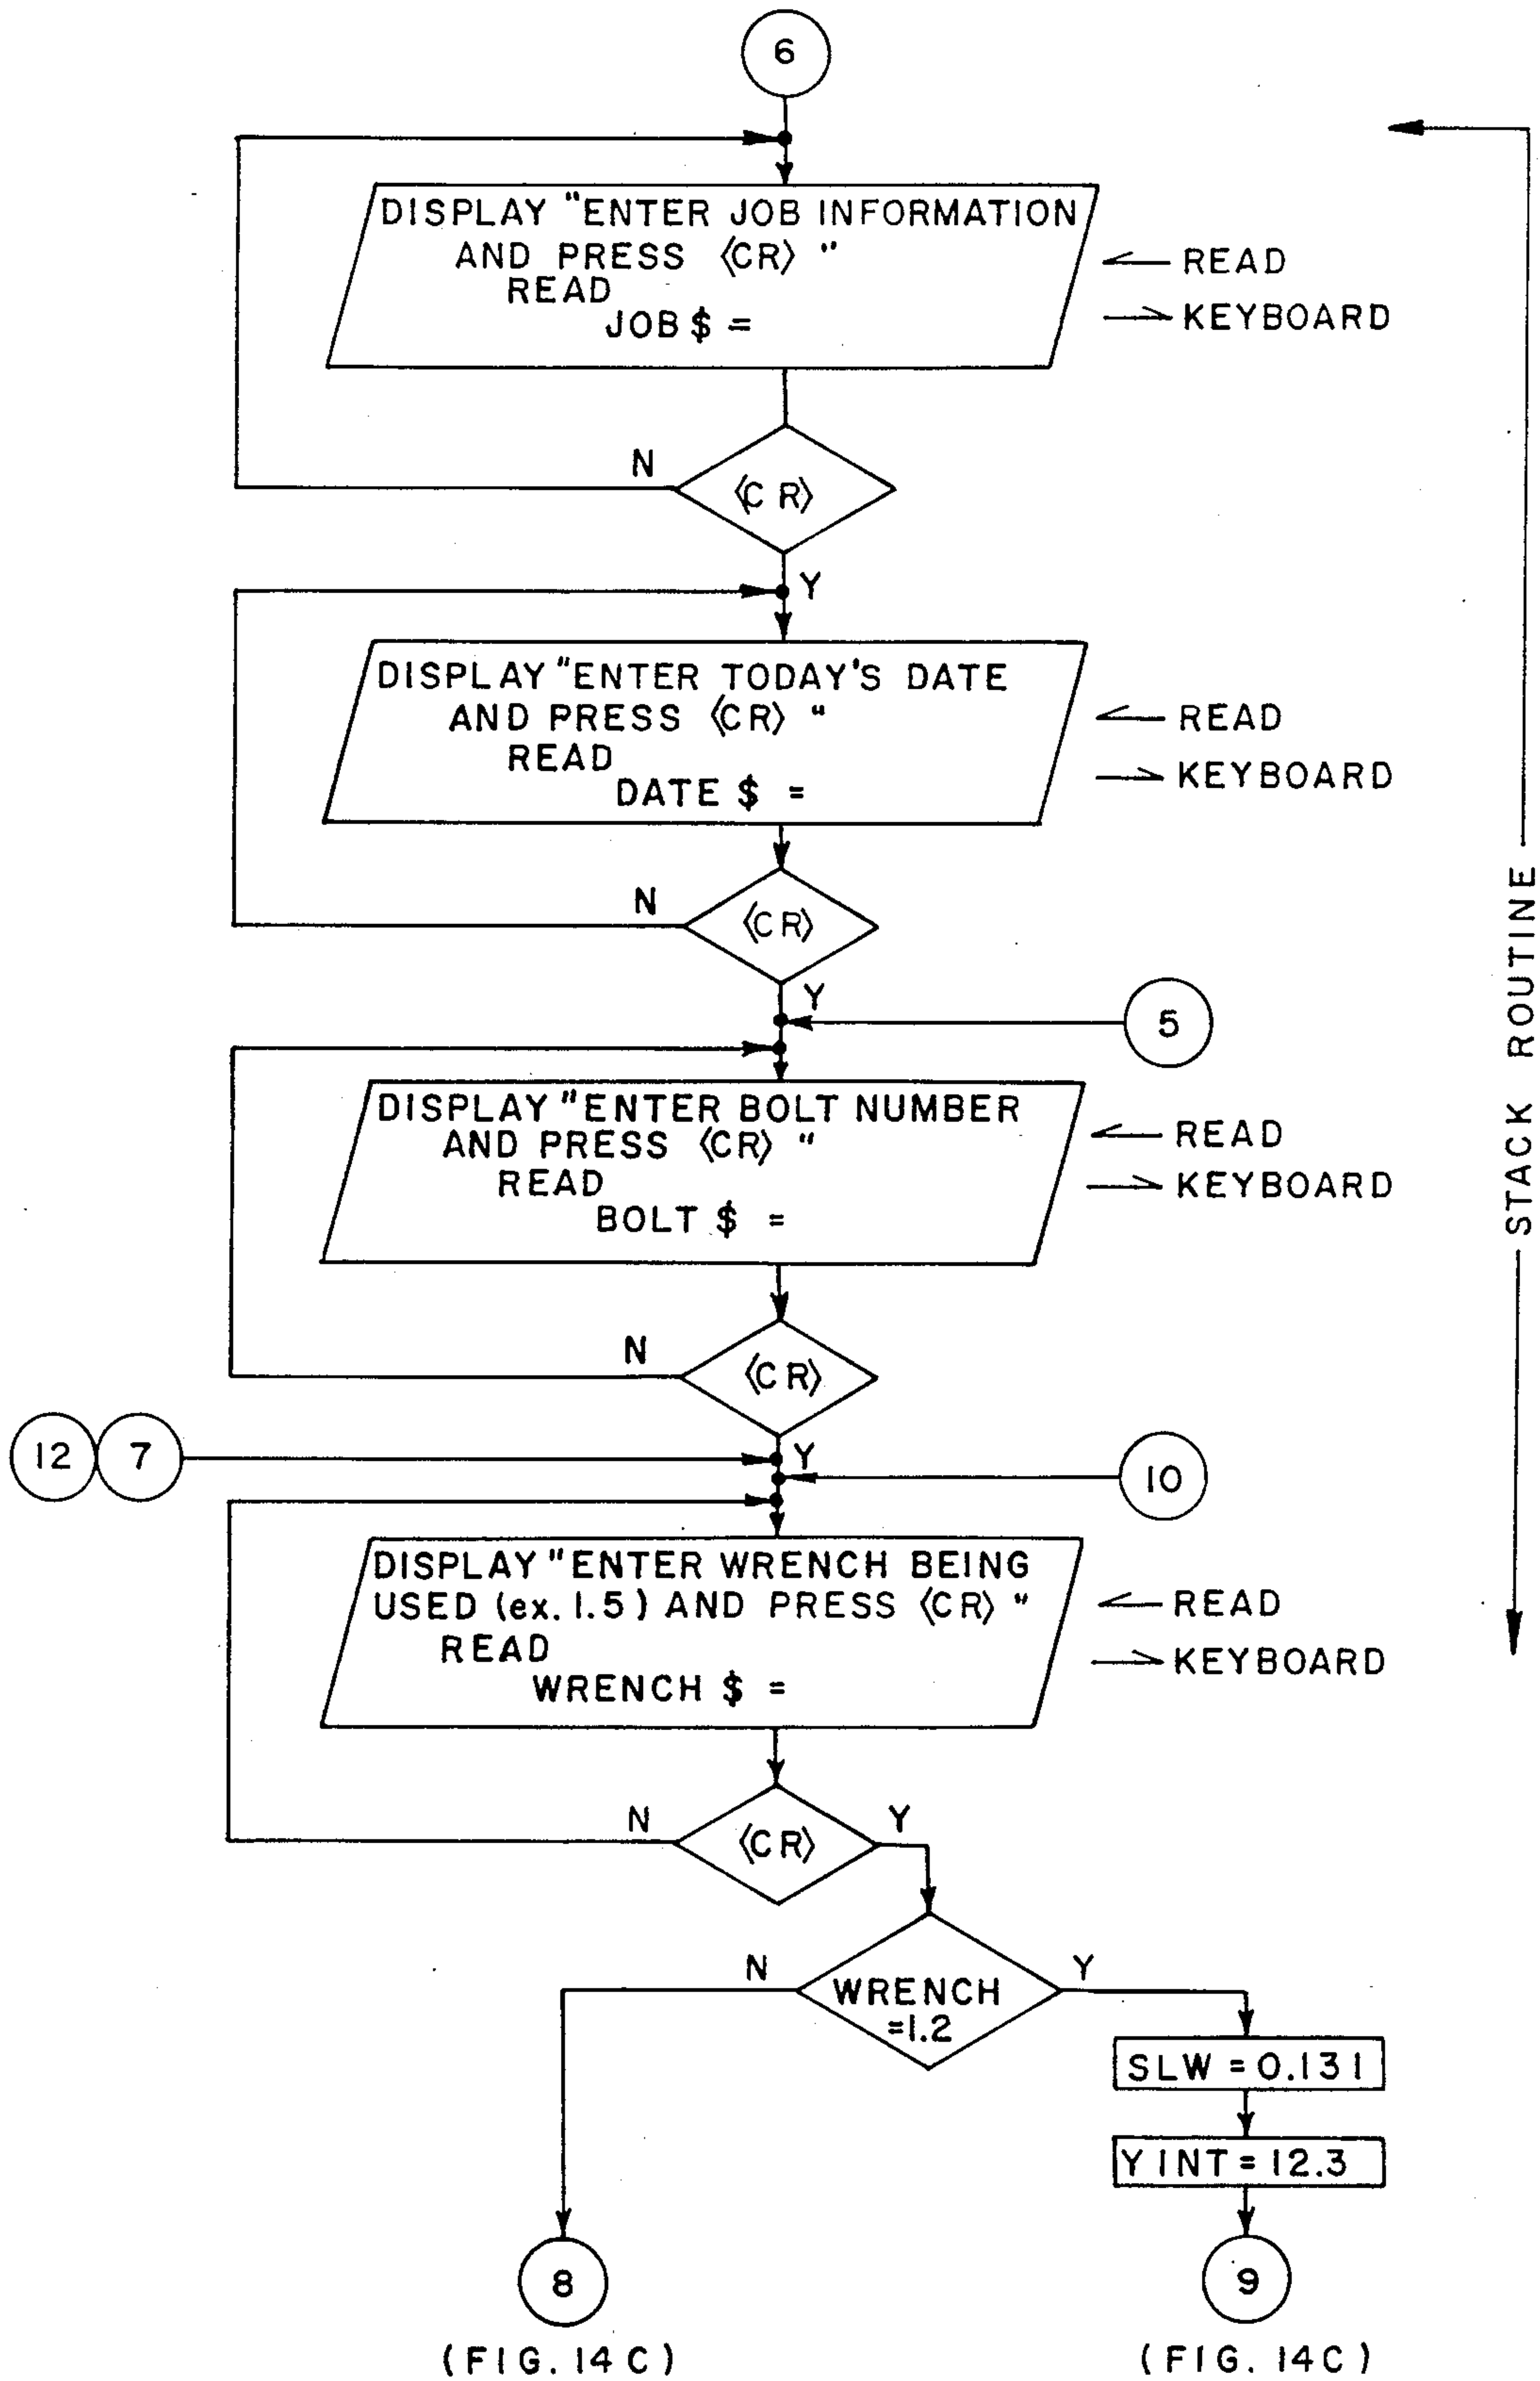 6
DISPLAY "ENTER JOB INFORMATION
AND PRESS 〈CR〉 "
READ
JOB $ =
← READ
→ KEYBOARD
N
〈CR〉
Y
DISPLAY "ENTER TODAY'S DATE
AND PRESS 〈CR〉 "
READ
DATE $ =
← READ
→ KEYBOARD
N
〈CR〉
Y
5
DISPLAY "ENTER BOLT NUMBER
AND PRESS 〈CR〉 "
READ
BOLT $ =
← READ
→ KEYBOARD
STACK ROUTINE
N
〈CR〉
Y
12
7
10
DISPLAY "ENTER WRENCH BEING
USED (ex. 1.5) AND PRESS 〈CR〉 "
READ
WRENCH $ =
← READ
→ KEYBOARD
N
〈CR〉
Y
N
WRENCH
=1.2
Y
SLW = 0.131
YINT = 12.3
8
9
(FIG. 14C)
(FIG. 14C)